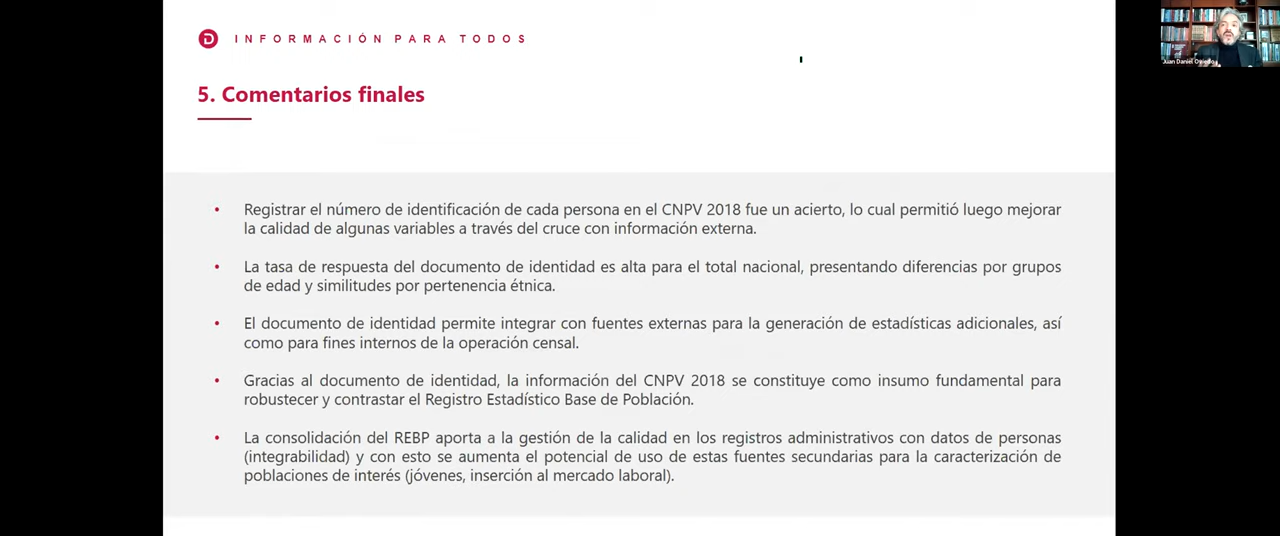 INFORMACIÓN PARA TODOS
5. Comentarios finales
• Registrar el número de identificación de cada persona en el CNPV 2018 fue un acierto, lo cual permitió luego mejorar
la calidad de algunas variables a través del cruce con información externa.
• La tasa de respuesta del documento de identidad es alta para el total nacional, presentando diferencias por grupos
de edad y similitudes por pertenencia étnica.
• El documento de identidad permite integrar con fuentes externas para la generación de estadísticas adicionales, así
como para fines internos de la operación censal.
• Gracias al documento de identidad, la información del CNPV 2018 se constituye como insumo fundamental para
robustecer y contrastar el Registro Estadístico Base de Población.
• La consolidación del REBP aporta a la gestión de la calidad en los registros administrativos con datos de personas
(integrabilidad) y con esto se aumenta el potencial de uso de estas fuentes secundarias para la caracterización de
poblaciones de interés (jóvenes, inserción al mercado laboral).
Juan Daniel Oviedo